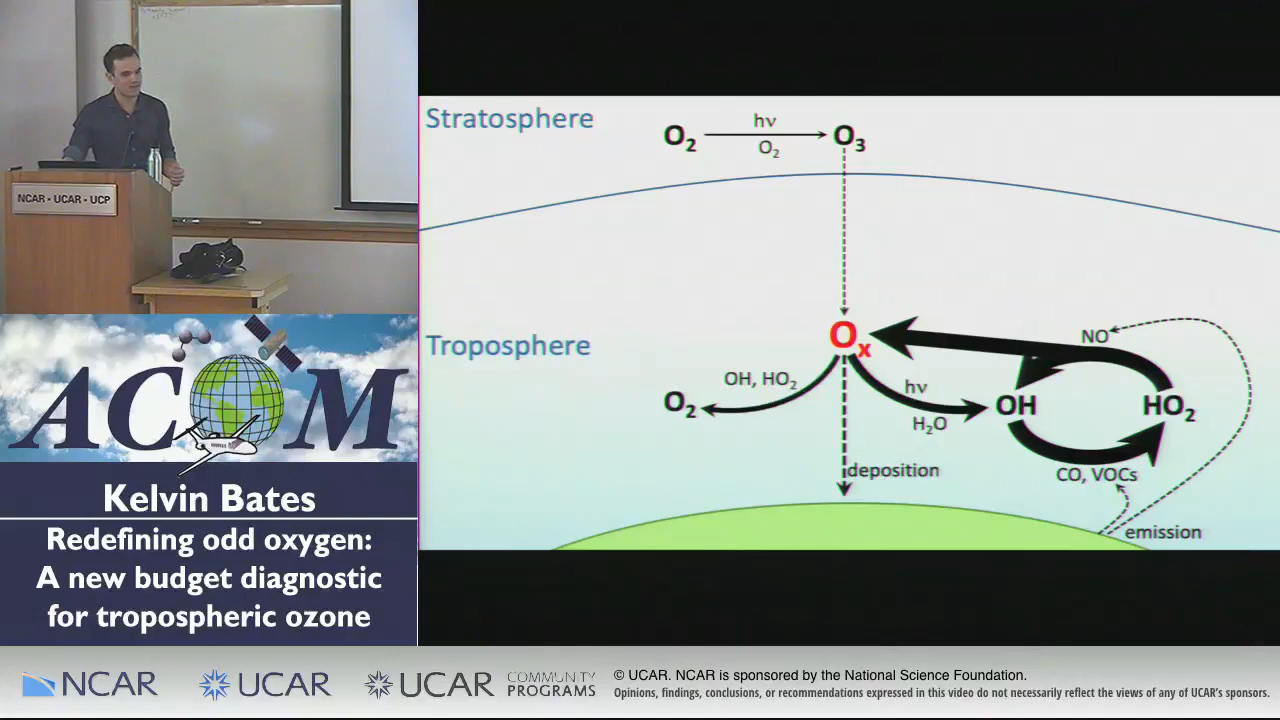 NCAR • UCAR • UCP
ACOM
Kelvin Bates
Redefining odd oxygen:
A new budget diagnostic
for tropospheric ozone
Stratosphere
O₂
hν
O₂
O₃
Troposphere
Oₓ
NO
OH, HO₂
hν
O₂
OH
HO₂
H₂O
deposition
CO, VOCs
emission
NCAR
UCAR
UCAR
COMMUNITY
PROGRAMS
© UCAR. NCAR is sponsored by the National Science Foundation.
Opinions, findings, conclusions, or recommendations expressed in this video do not necessarily reflect the views of any of UCAR's sponsors.